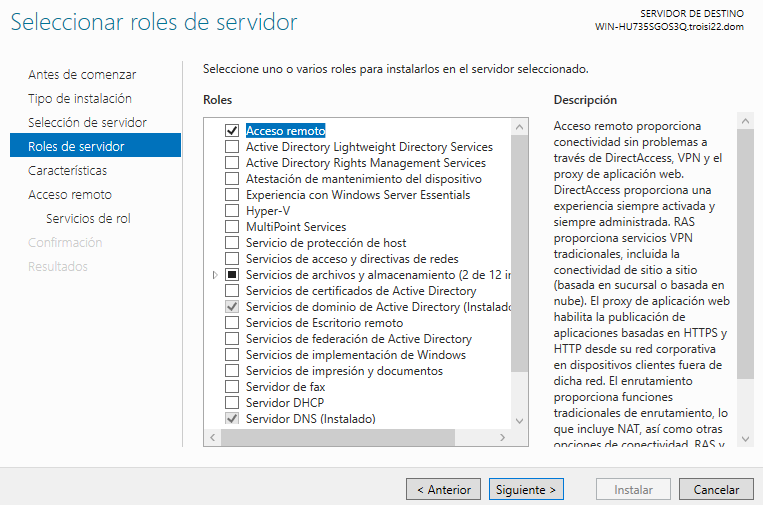 Seleccionar roles de servidor
SERVIDOR DE DESTINO
WIN-HU735SGOS3Q.troisi22.dom
Antes de comenzar
Tipo de instalación
Selección de servidor
Roles de servidor
Características
Acceso remoto
Servicios de rol
Confirmación
Resultados
Seleccione uno o varios roles para instalarlos en el servidor seleccionado.
Roles
Acceso remoto
Active Directory Lightweight Directory Services
Active Directory Rights Management Services
Atestación de mantenimiento del dispositivo
Experiencia con Windows Server Essentials
Hyper-V
MultiPoint Services
Servicio de protección de host
Servicios de acceso y directivas de redes
Servicios de archivos y almacenamiento (2 de 12 in
Servicios de certificados de Active Directory
Servicios de dominio de Active Directory (Instalado
Servicios de Escritorio remoto
Servicios de federación de Active Directory
Servicios de implementación de Windows
Servicios de impresión y documentos
Servidor de fax
Servidor DHCP
Servidor DNS (Instalado)
Descripción
Acceso remoto proporciona
conectividad sin problemas a
través de DirectAccess, VPN y el
proxy de aplicación web.
DirectAccess proporciona una
experiencia siempre activada y
siempre administrada. RAS
proporciona servicios VPN
tradicionales, incluida la
conectividad de sitio a sitio
(basada en sucursal o basada en
nube). El proxy de aplicación web
habilita la publicación de
aplicaciones basadas en HTTPS y
HTTP desde su red corporativa
en dispositivos clientes fuera de
dicha red. El enrutamiento
proporciona funciones
tradicionales de enrutamiento, lo
que incluye NAT, así como otras
opciones de conectividad. RAS y
< Anterior
Siguiente >
Instalar
Cancelar